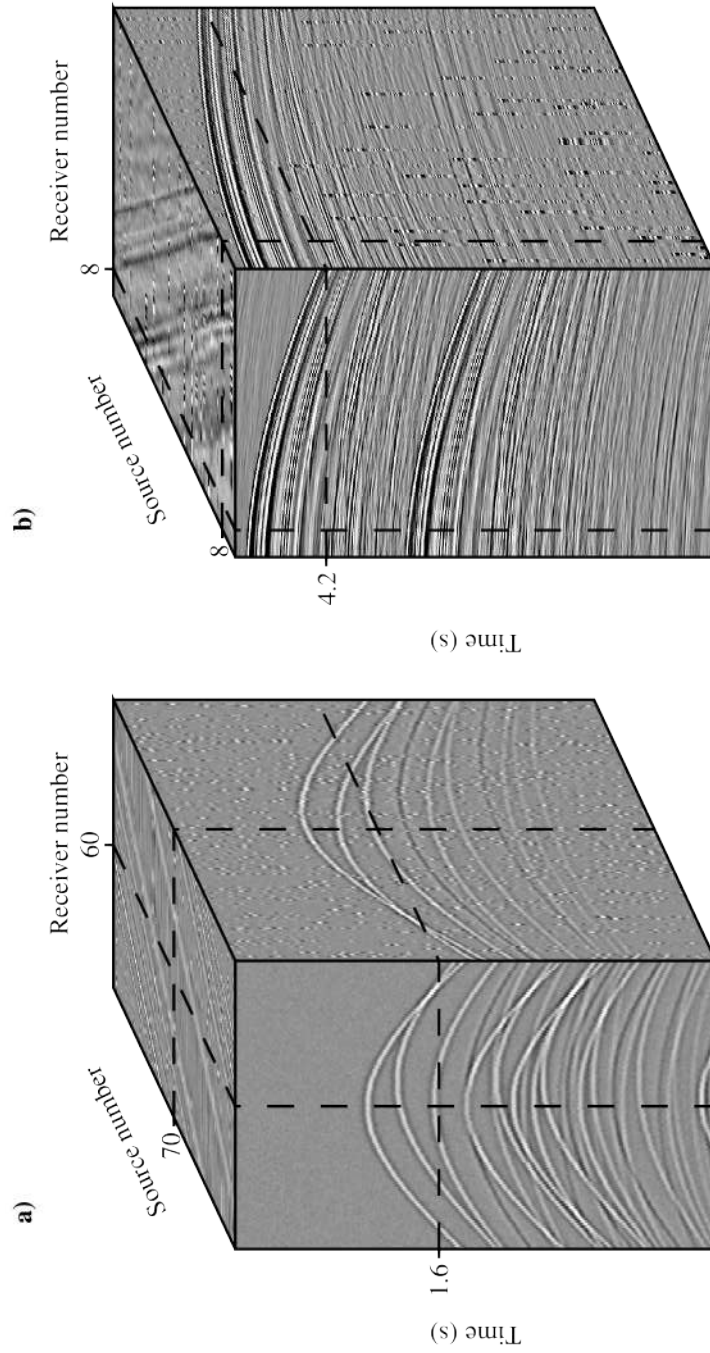 a)
Source number
Receiver number
70
60
1.6
Time (s)
b)
Source number
Receiver number
8
8
4.2
Time (s)